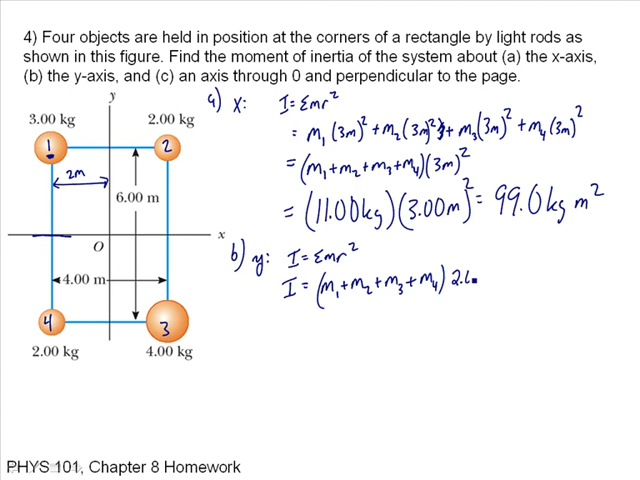 4) Four objects are held in position at the corners of a rectangle by light rods as
shown in this figure. Find the moment of inertia of the system about (a) the x-axis,
(b) the y-axis, and (c) an axis through 0 and perpendicular to the page.
a) x: I = Σmr²
= m₁(3m)² + m₂(3m)² + m₃(3m)² + m₄(3m)²
= (m₁+m₂+m₃+m₄)(3m)²
= (11.00kg)(3.00m)² = 99.0 kg m²
b) y: I = Σmr²
I = (m₁+m₂+m₃+m₄) 2.0
y
3.00 kg 2.00 kg
1 2
2m
6.00 m
x
O
4.00 m
4 3
2.00 kg 4.00 kg
PHYS 101, Chapter 8 Homework